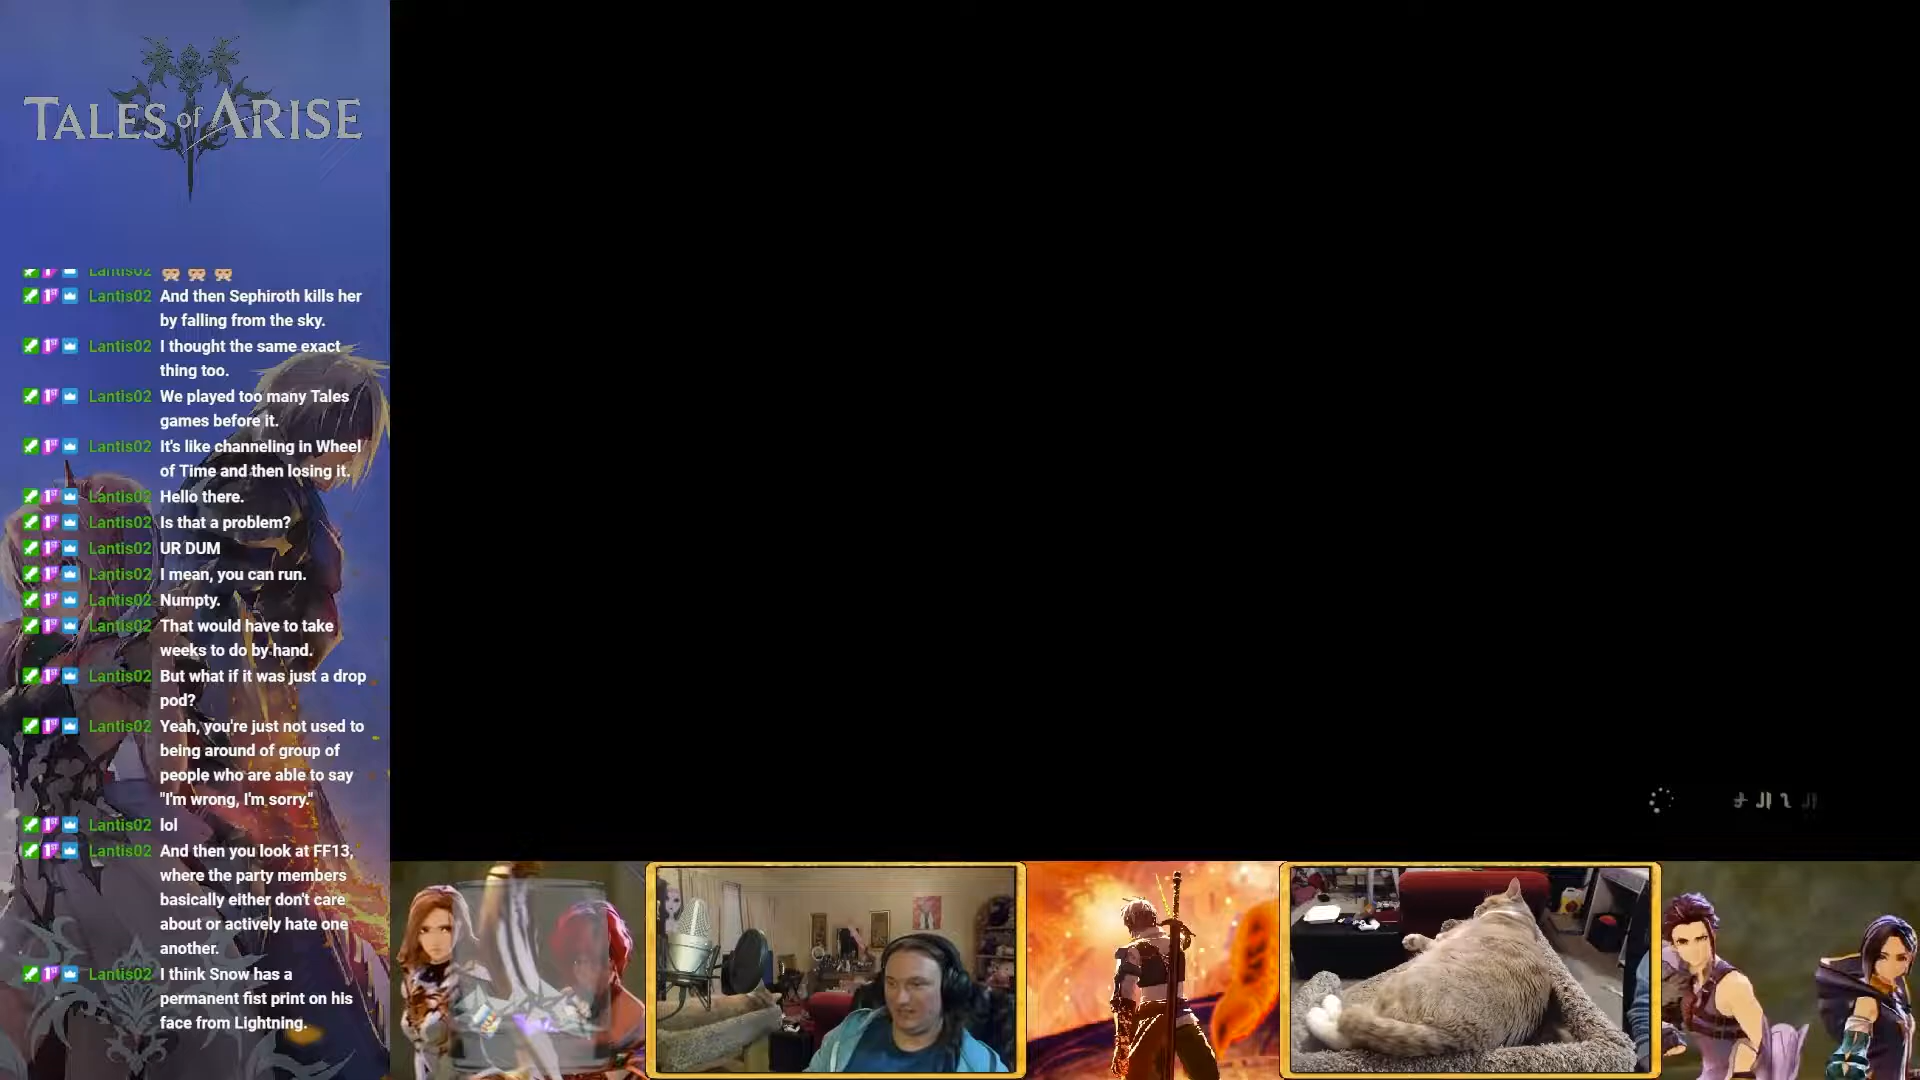 TALES of ARISE
Lantis02
Lantis02 And then Sephiroth kills her
by falling from the sky.
Lantis02 I thought the same exact
thing too.
Lantis02 We played too many Tales
games before it.
Lantis02 It's like channeling in Wheel
of Time and then losing it.
Lantis02 Hello there.
Lantis02 Is that a problem?
Lantis02 UR DUM
Lantis02 I mean, you can run.
Lantis02 Numpty.
Lantis02 That would have to take
weeks to do by hand.
Lantis02 But what if it was just a drop
pod?
Lantis02 Yeah, you're just not used to
being around of group of
people who are able to say
"I'm wrong, I'm sorry."
Lantis02 lol
Lantis02 And then you look at FF13,
where the party members
basically either don't care
about or actively hate one
another.
Lantis02 I think Snow has a
permanent fist print on his
face from Lightning.